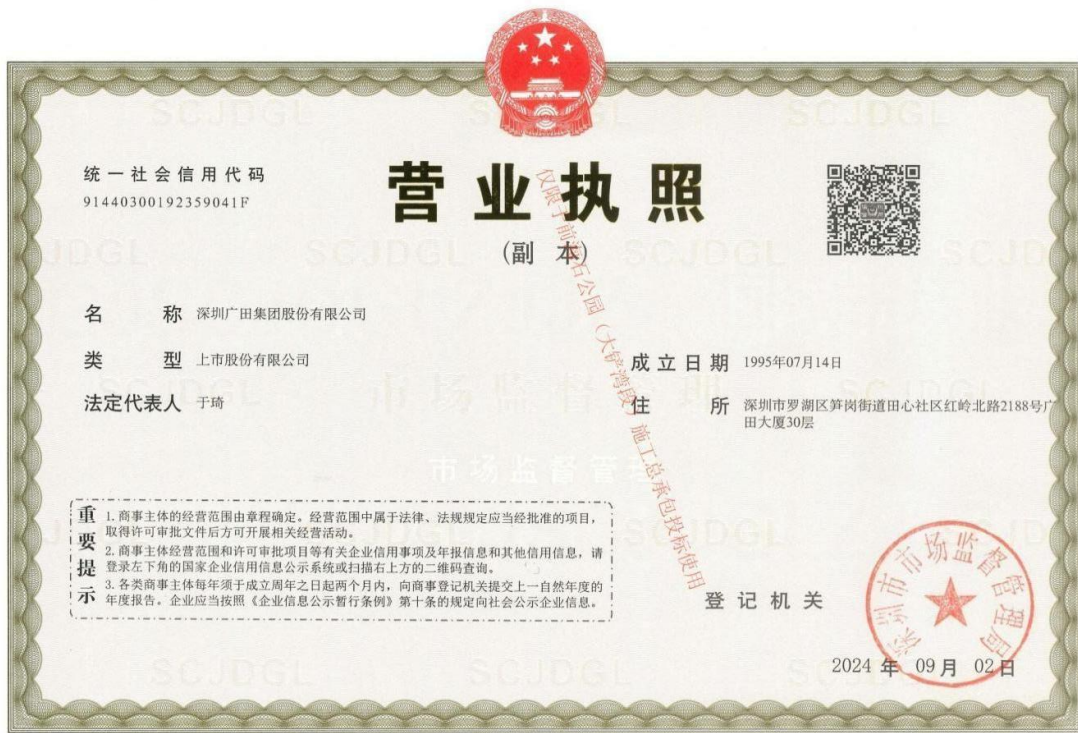 统一社会信用代码
91440300192359041F
营业执照
(副 本)
名 称 深圳广田集团股份有限公司
类 型 上市股份有限公司
法定代表人 于琦
成立日期 1995年07月14日
住 所 深圳市罗湖区笋岗街道田心社区红岭北路2188号广
田大厦30层
重要提示
1. 商事主体的经营范围由章程确定。经营范围中属于法律、法规规定应当经批准的项目，
取得许可审批文件后方可开展相关经营活动。
2. 商事主体经营范围和许可审批项目等有关企业信用事项及年报信息和其他信用信息，请
登录左下角的国家企业信用信息公示系统或扫描右上方的二维码查询。
3. 各类商事主体每年须于成立周年之日起两个月内，向商事登记机关提交上一自然年度的
年度报告。企业应当按照《企业信息公示暂行条例》第十条的规定向社会公示企业信息。
登记机关
深圳市市场监督管理局
2024 年 09月 02日
仅限于前 石公园（大铲湾段）施工总承包投标使用
SCJDGL
市场监督管理